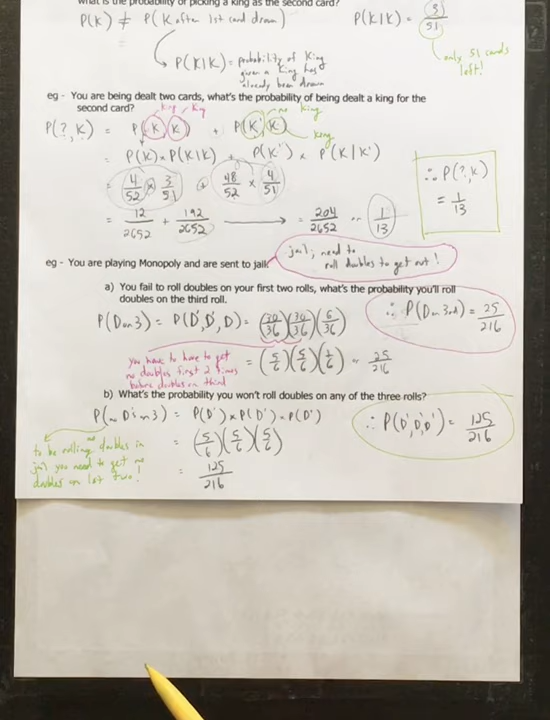 what is the probability of picking a king as the second card?
P(K) ≠ P(K after 1st card drawn) P(K|K) = 3/51
only 51 cards left!
P(K|K) = probability of King given a King has already been drawn
eg - You are being dealt two cards, what's the probability of being dealt a king for the
second card?
king, king
no king
king
P(?, K) = P(K K) + P(K' K)
= P(K) × P(K|K) + P(K') × P(K|K')
= 4/52 × 3/51 48/52 × 4/51
= 12/2652 + 192/2652 = 204/2652 1/13
∴ P(?, K)
= 1/13
eg - You are playing Monopoly and are sent to jail.
jail; need to
roll doubles to get out!
a) You fail to roll doubles on your first two rolls, what's the probability you'll roll
doubles on the third roll.
P(D on 3) = P(D', D', D) = (30/36)(30/36)(6/36)
∴ P(D on 3rd) = 25/216
= (5/6)(5/6)(1/6) 25/216
you have to have to get
no doubles first 2 times
before doubles on third
b) What's the probability you won't roll doubles on any of the three rolls?
P(no D in 3) = P(D') × P(D') × P(D')
∴ P(D', D', D') = 125/216
= (5/6)(5/6)(5/6)
= 125/216
to be rolling doubles in
jail you need to get no
doubles on 1st two!